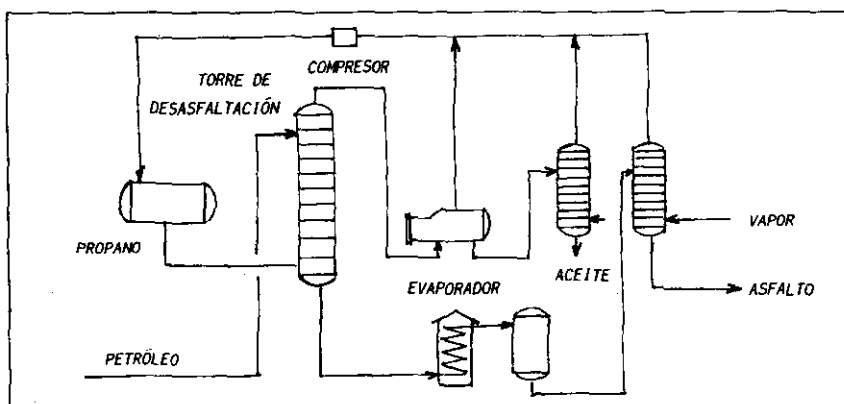 COMPRESOR
TORRE DE
DESASFALTACIÓN
PROPANO
VAPOR
ACEITE
EVAPORADOR
ASFALTO
PETRÓLEO